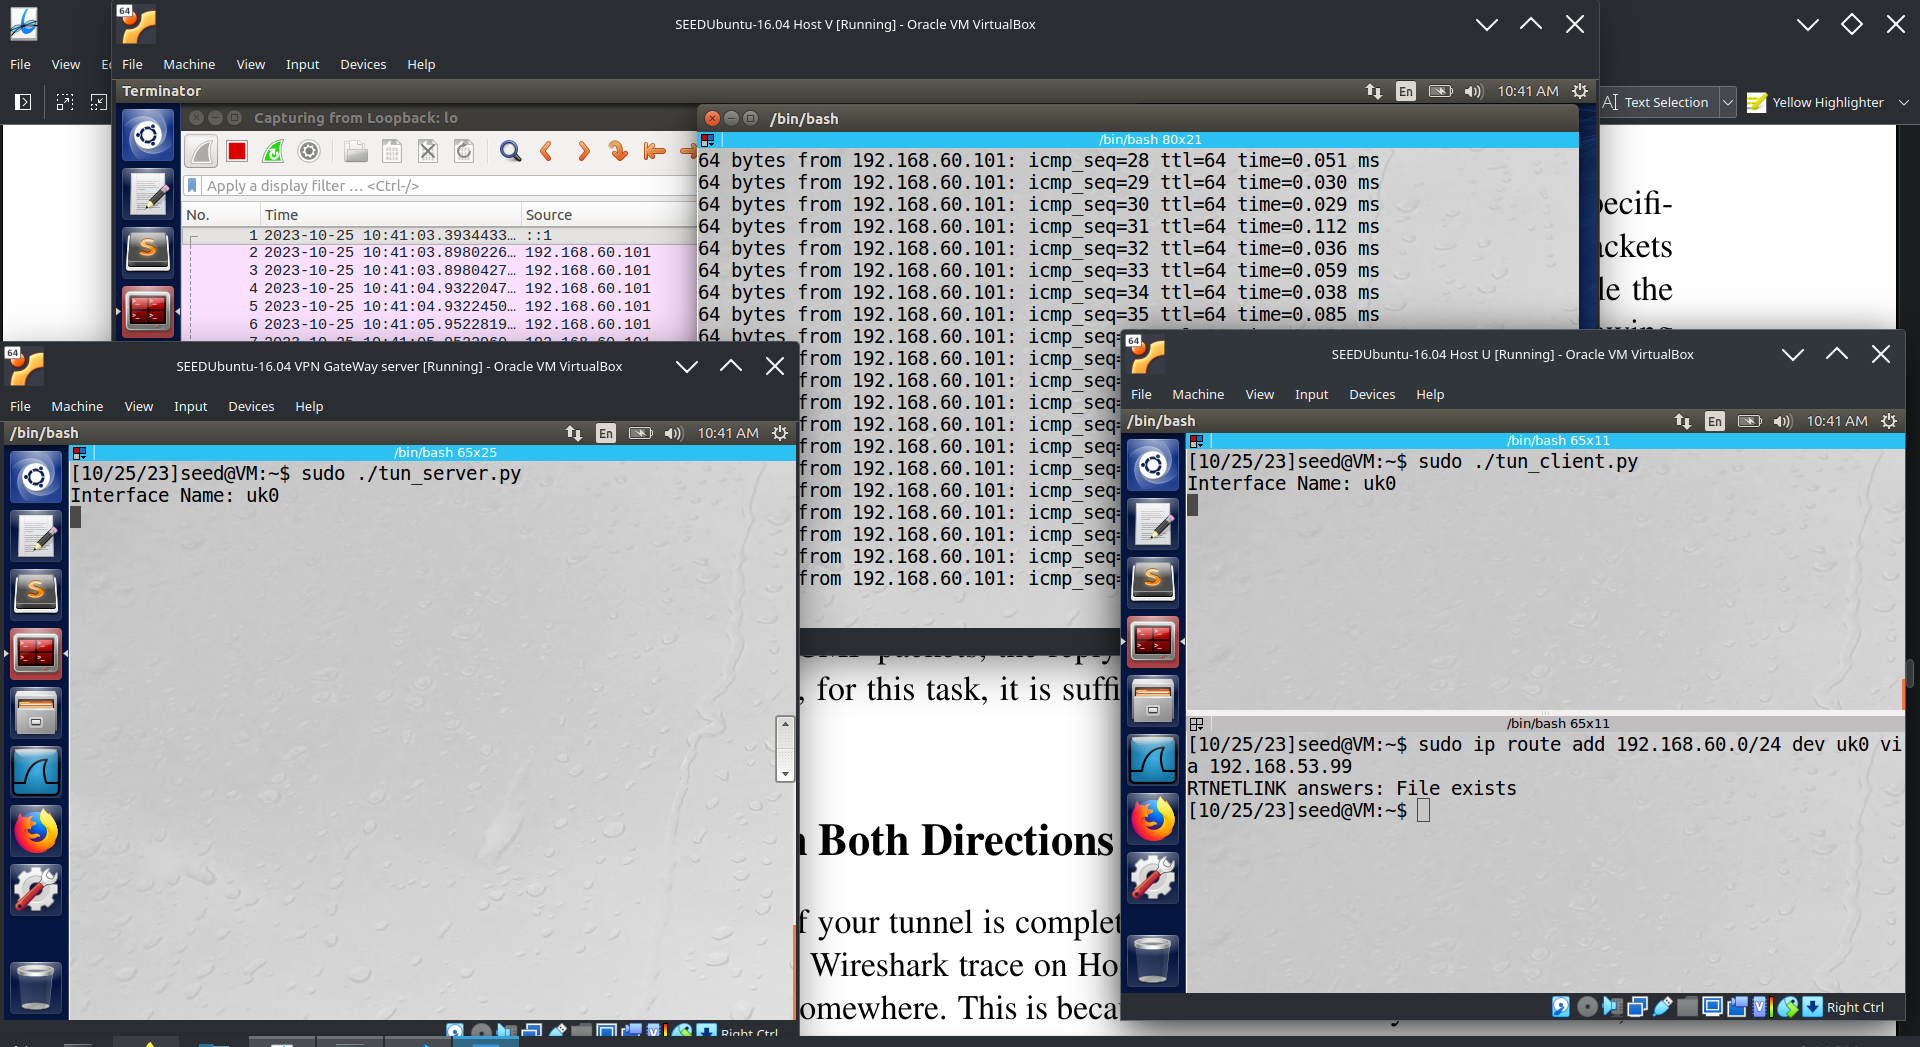 SEEDUbuntu-16.04 Host V [Running] - Oracle VM VirtualBox
File View
File Machine View Input Devices Help
Terminator
En 10:41 AM
Text Selection Yellow Highlighter
Capturing from Loopback: lo
Apply a display filter … <Ctrl-/>
No. Time Source
1 2023-10-25 10:41:03.3934433… ::1
2 2023-10-25 10:41:03.8980226… 192.168.60.101
3 2023-10-25 10:41:03.8980427… 192.168.60.101
4 2023-10-25 10:41:04.9322047… 192.168.60.101
5 2023-10-25 10:41:04.9322450… 192.168.60.101
6 2023-10-25 10:41:05.9522819… 192.168.60.101
/bin/bash
/bin/bash 80x21
64 bytes from 192.168.60.101: icmp_seq=28 ttl=64 time=0.051 ms
64 bytes from 192.168.60.101: icmp_seq=29 ttl=64 time=0.030 ms
64 bytes from 192.168.60.101: icmp_seq=30 ttl=64 time=0.029 ms
64 bytes from 192.168.60.101: icmp_seq=31 ttl=64 time=0.112 ms
64 bytes from 192.168.60.101: icmp_seq=32 ttl=64 time=0.036 ms
64 bytes from 192.168.60.101: icmp_seq=33 ttl=64 time=0.059 ms
64 bytes from 192.168.60.101: icmp_seq=34 ttl=64 time=0.038 ms
64 bytes from 192.168.60.101: icmp_seq=35 ttl=64 time=0.085 ms
64 bytes from 192.168.60.101: icmp_seq=
from 192.168.60.101: icmp_seq=
from 192.168.60.101: icmp_seq=
from 192.168.60.101: icmp_seq=
from 192.168.60.101: icmp_seq=
from 192.168.60.101: icmp_seq=
from 192.168.60.101: icmp_seq=
from 192.168.60.101: icmp_seq=
from 192.168.60.101: icmp_seq=
from 192.168.60.101: icmp_seq=
from 192.168.60.101: icmp_seq=
from 192.168.60.101: icmp_seq=
pecifi-
ackets
le the
SEEDUbuntu-16.04 VPN GateWay server [Running] - Oracle VM VirtualBox
File Machine View Input Devices Help
/bin/bash En 10:41 AM
/bin/bash 65x25
[10/25/23]seed@VM:~$ sudo ./tun_server.py
Interface Name: uk0
Right Ctrl
SEEDUbuntu-16.04 Host U [Running] - Oracle VM VirtualBox
File Machine View Input Devices Help
/bin/bash En 10:41 AM
/bin/bash 65x11
[10/25/23]seed@VM:~$ sudo ./tun_client.py
Interface Name: uk0
/bin/bash 65x11
[10/25/23]seed@VM:~$ sudo ip route add 192.168.60.0/24 dev uk0 vi
a 192.168.53.99
RTNETLINK answers: File exists
[10/25/23]seed@VM:~$
Right Ctrl
, for this task, it is suffi
n Both Directions
f your tunnel is complet
Wireshark trace on Ho
omewhere. This is beca